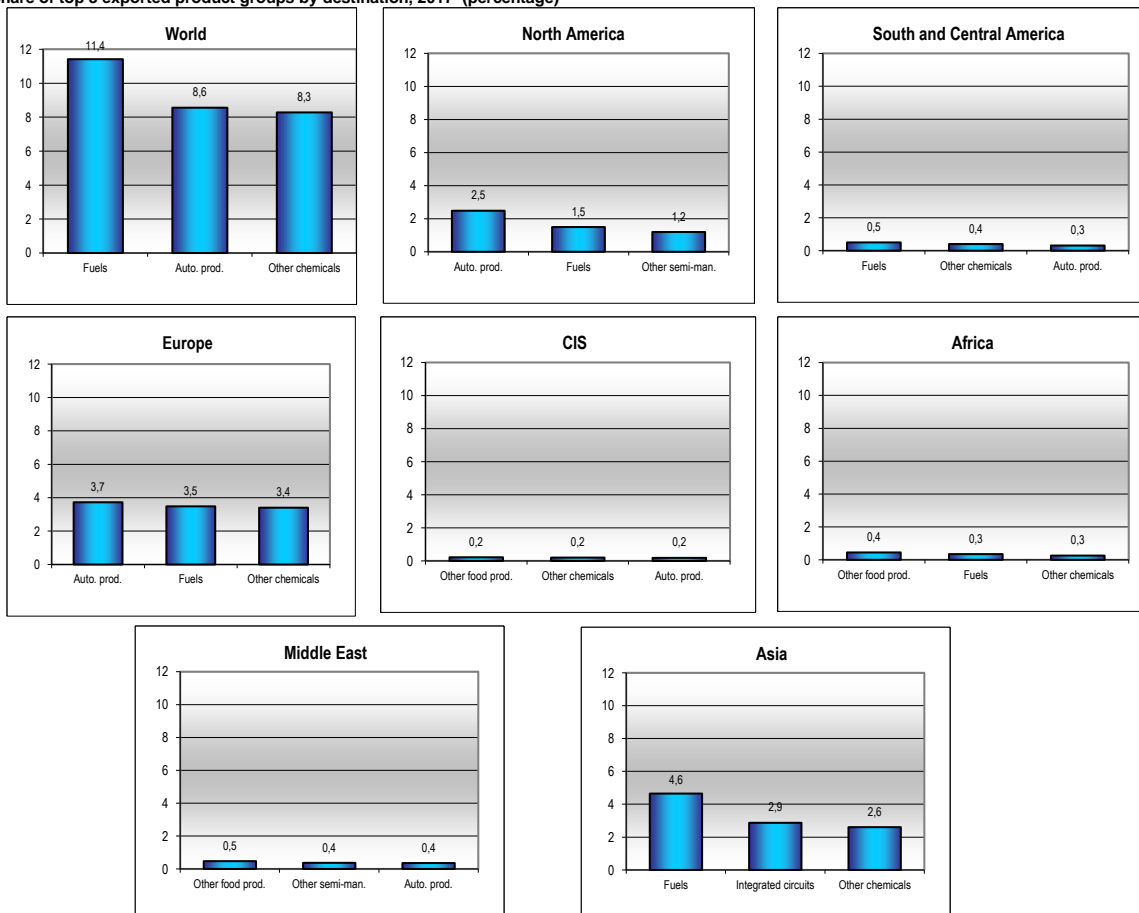 hare of top 3 exported product groups by destination, 2017 (percentage)
World
12
10
8
6
4
2
0
11,4
8,6
8,3
Fuels
Auto. prod.
Other chemicals
North America
12
10
8
6
4
2
0
2,5
1,5
1,2
Auto. prod.
Fuels
Other semi-man.
South and Central America
12
10
8
6
4
2
0
0,5
0,4
0,3
Fuels
Other chemicals
Auto. prod.
Europe
12
10
8
6
4
2
0
3,7
3,5
3,4
Auto. prod.
Fuels
Other chemicals
CIS
12
10
8
6
4
2
0
0,2
0,2
0,2
Other food prod.
Other chemicals
Auto. prod.
Africa
12
10
8
6
4
2
0
0,4
0,3
0,3
Other food prod.
Fuels
Other chemicals
Middle East
12
10
8
6
4
2
0
0,5
0,4
0,4
Other food prod.
Other semi-man.
Auto. prod.
Asia
12
10
8
6
4
2
0
4,6
2,9
2,6
Fuels
Integrated circuits
Other chemicals